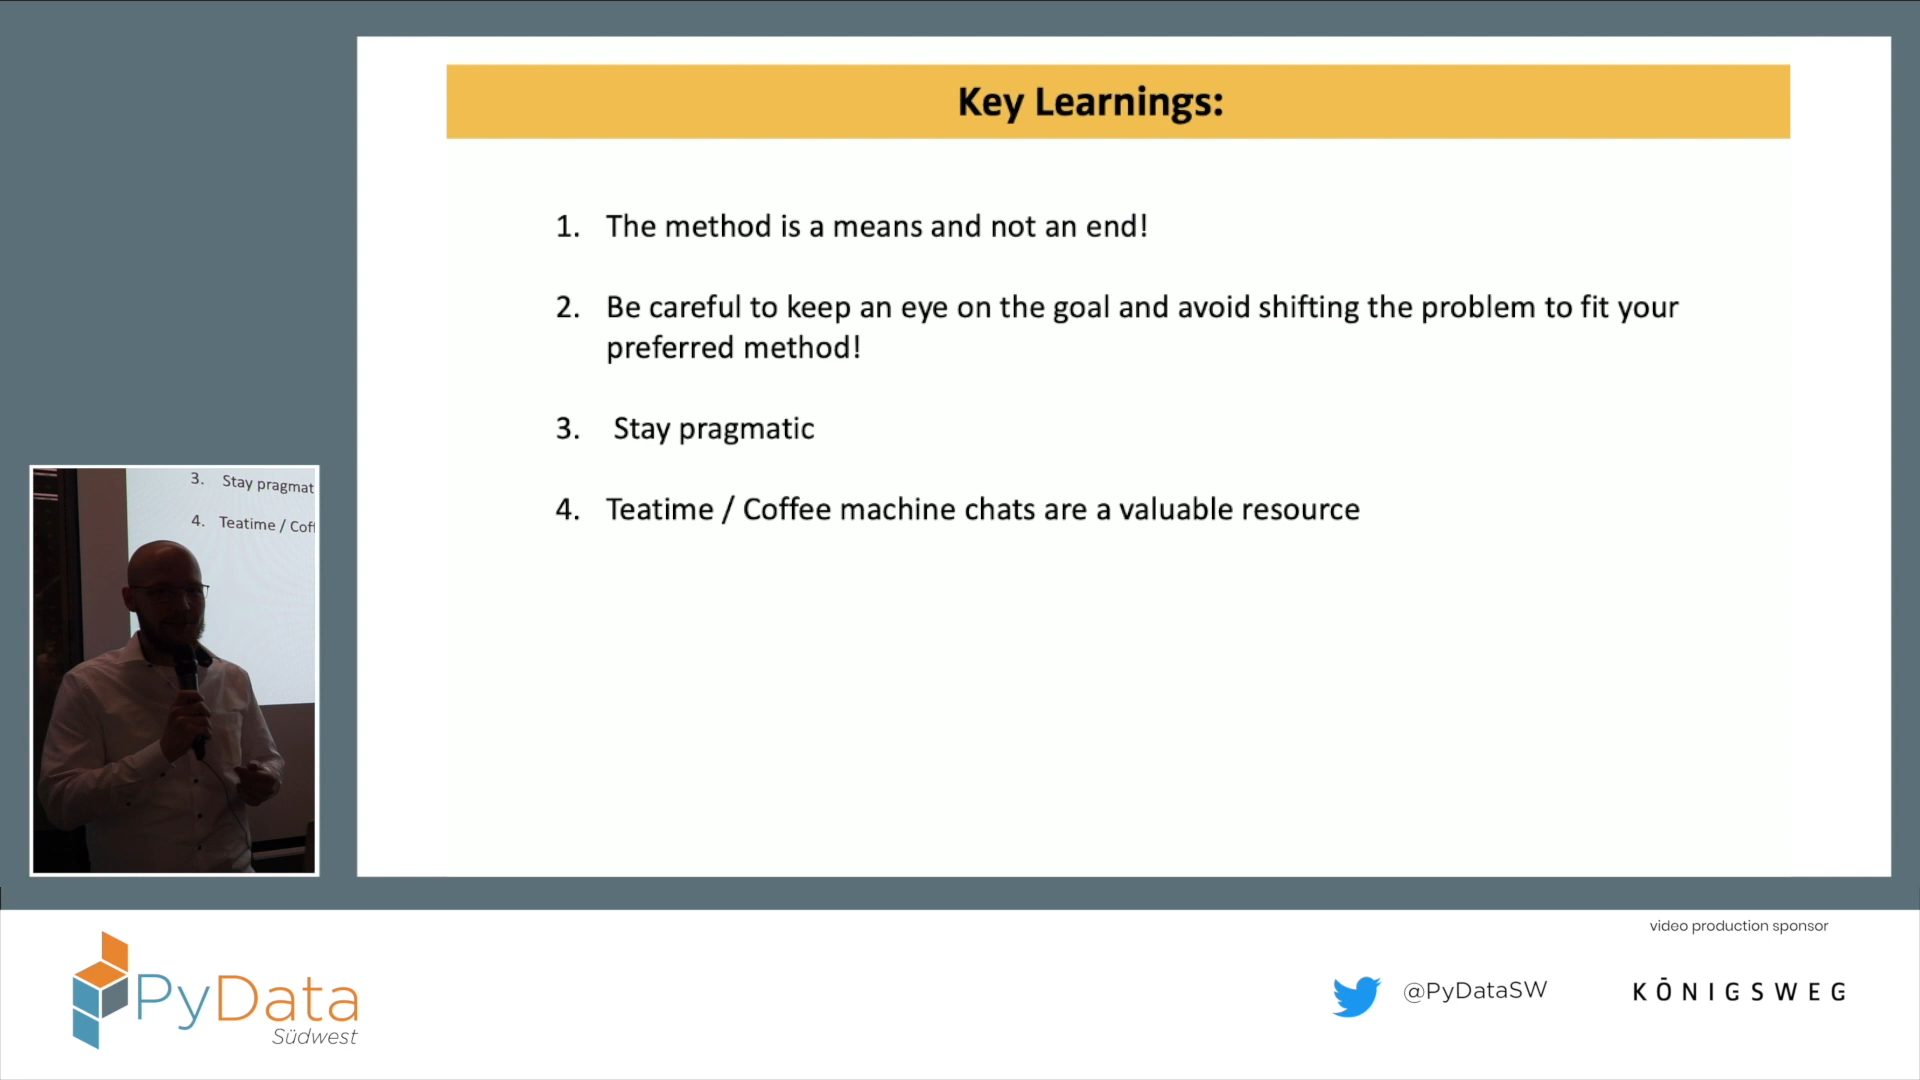 Key Learnings:
1. The method is a means and not an end!
2. Be careful to keep an eye on the goal and avoid shifting the problem to fit your
preferred method!
3. Stay pragmatic
4. Teatime / Coffee machine chats are a valuable resource
3. Stay pragmat
4. Teatime / Coff
PyData
Südwest
@PyDataSW
video production sponsor
KÖNIGSWEG